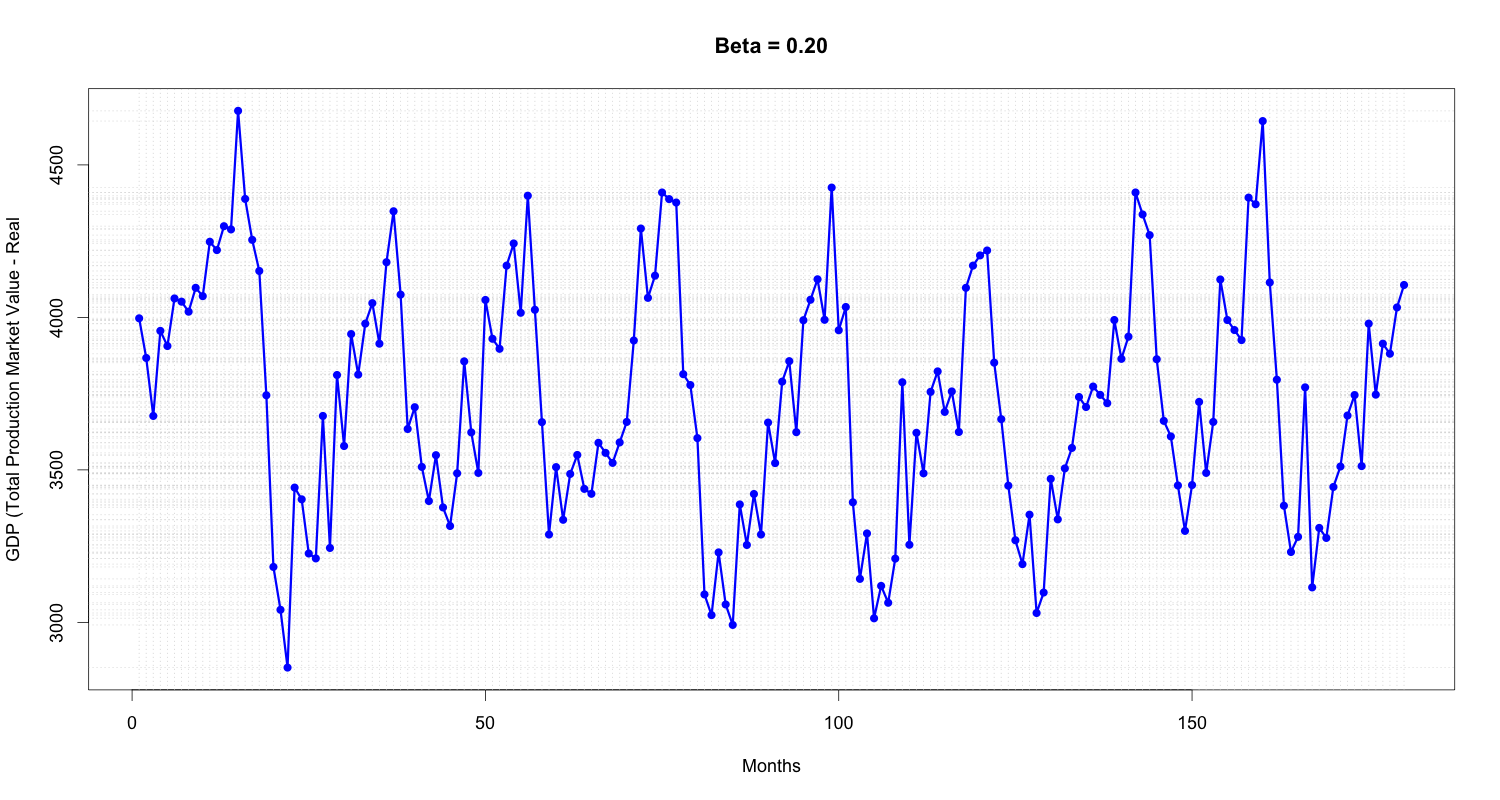 Beta = 0.20
GDP (Total Production Market Value - Real
4500
4000
3500
3000
0 50 100 150
Months